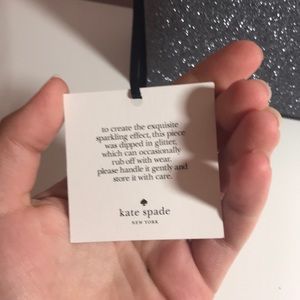 to create the exquisite
sparkling effect, this piece
was dipped in glitter,
which can occasionally
rub off with wear.
please handle it gently and
store it with care.
kate spade
NEW YORK